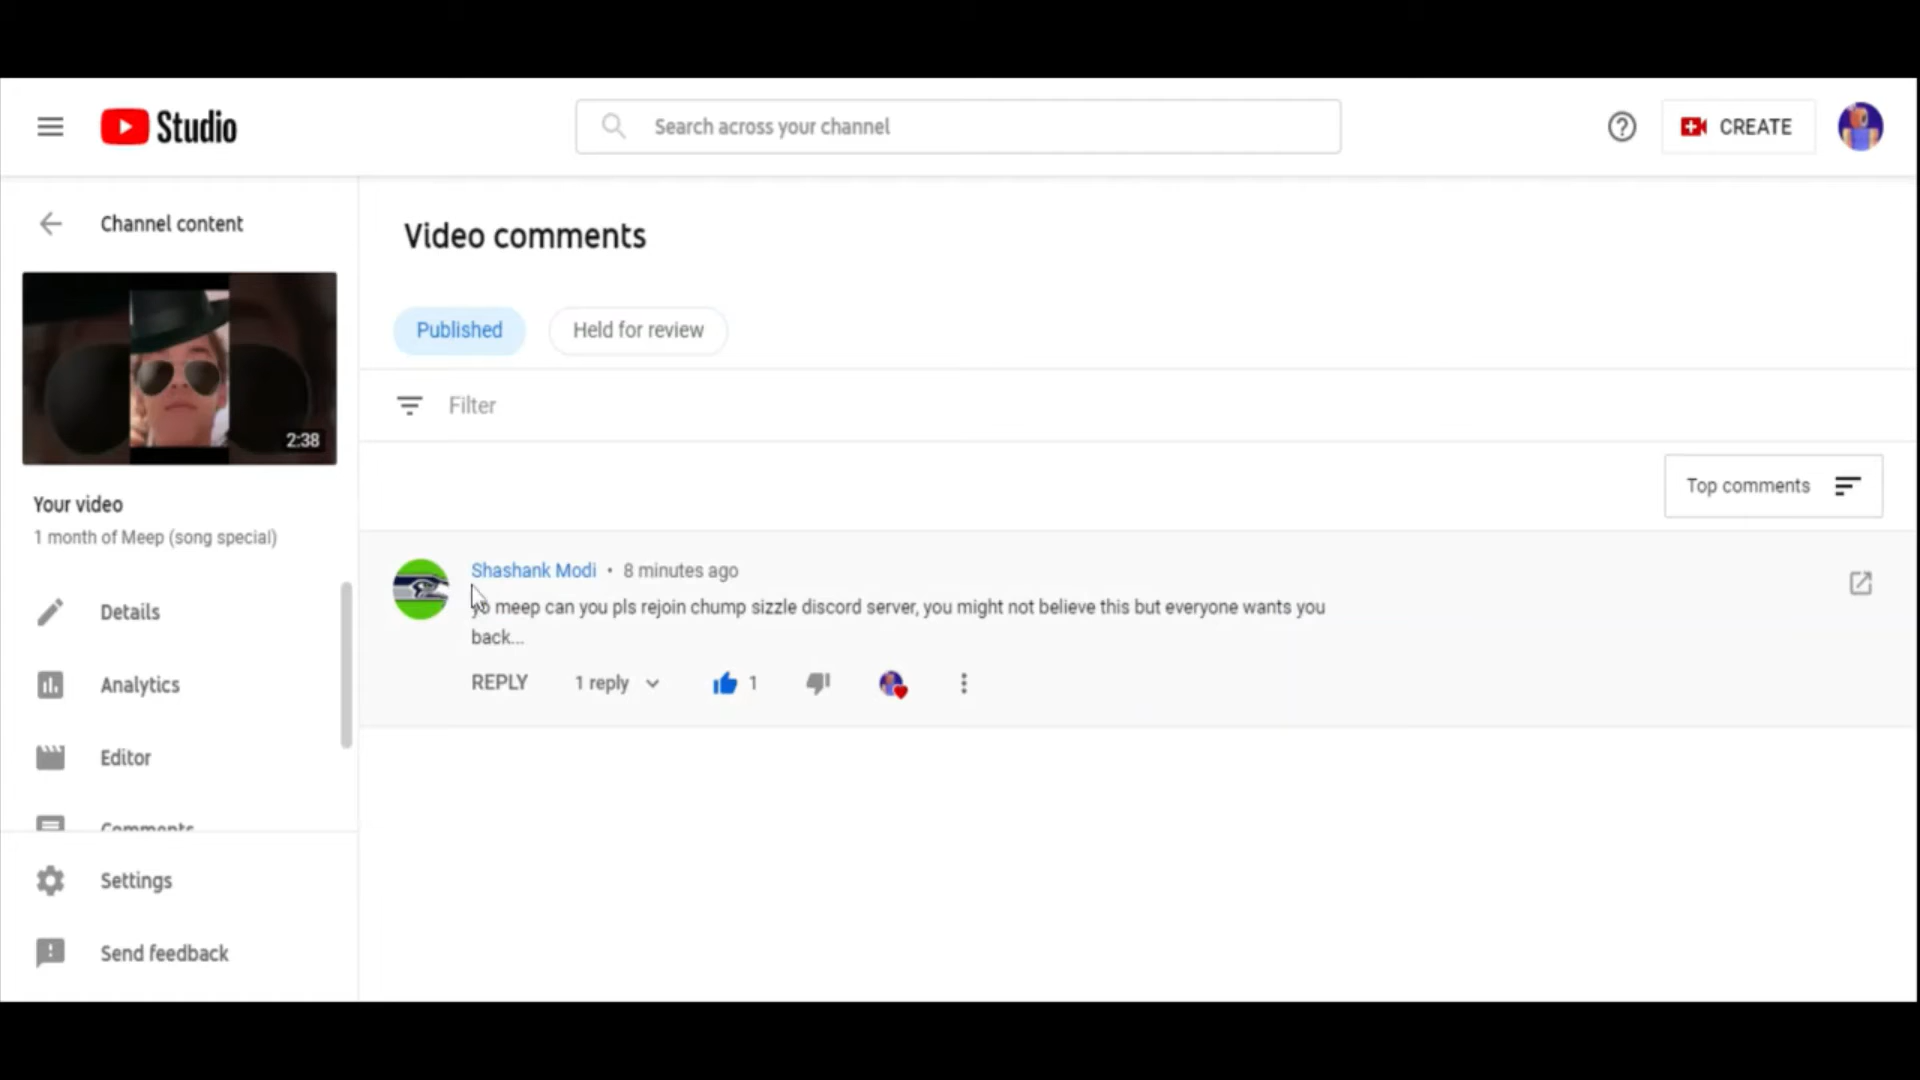 Studio
Search across your channel
CREATE
Channel content
2:38
Your video
1 month of Meep (song special)
Details
Analytics
Editor
Comments
Settings
Send feedback
Video comments
Published
Held for review
Filter
Top comments
Shashank Modi • 8 minutes ago
yo meep can you pls rejoin chump sizzle discord server, you might not believe this but everyone wants you
back...
REPLY
1 reply
1